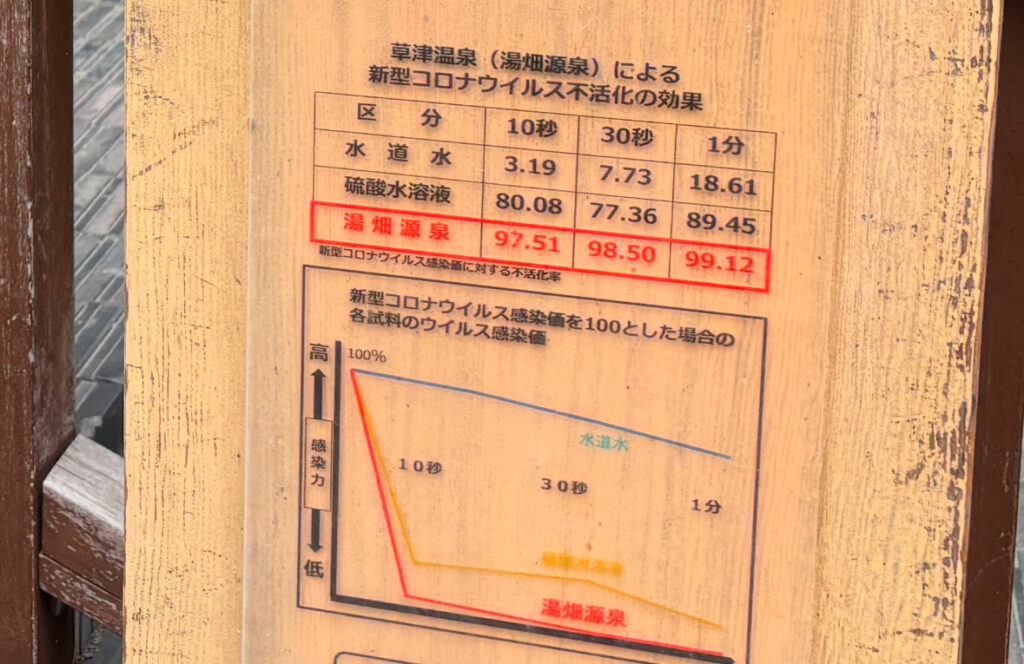 草津温泉（湯畑源泉）による
新型コロナウイルス不活化の効果
区　分　10秒　30秒　1分
水　道　水　3.19　7.73　18.61
硫酸水溶液　80.08　77.36　89.45
湯 畑 源 泉　97.51　98.50　99.12
新型コロナウイルス感染価に対する不活化率
新型コロナウイルス感染価を100とした場合の
各試料のウイルス感染価
高
100%
水道水
感染力
10秒
30秒
1分
硫酸水溶液
低
湯畑源泉